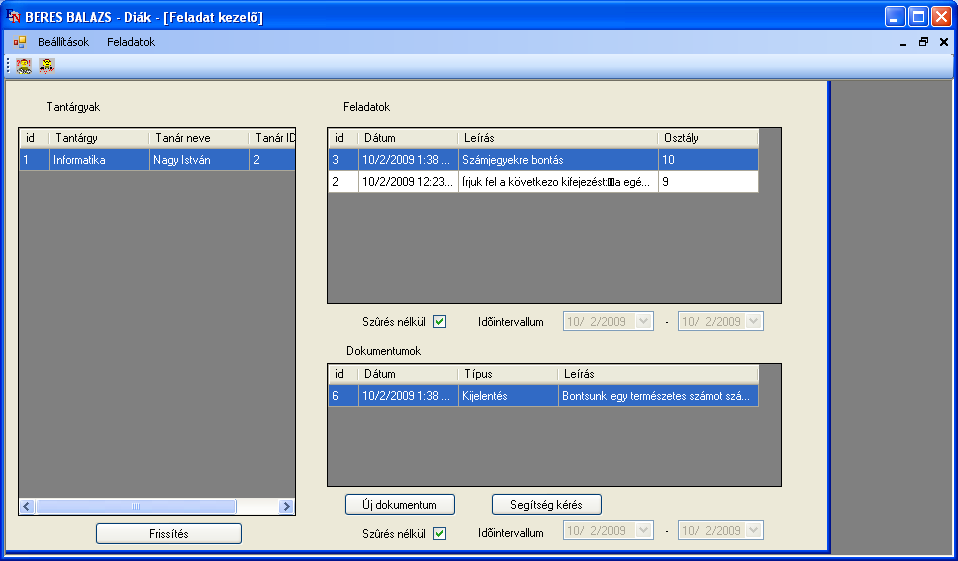 BERES BALAZS - Diák - [Feladat kezelő]
Beállítások Feladatok
Tantárgyak
id Tantárgy Tanár neve Tanár ID
1 Informatika Nagy István 2
Frissítés
Feladatok
id Dátum Leírás Osztály
3 10/2/2009 1:38 ... Számjegyekre bontás 10
2 10/2/2009 12:23... Írjuk fel a következo kifejezést:a egé... 9
Szűrés nélkül Időintervallum 10/ 2/2009 - 10/ 2/2009
Dokumentumok
id Dátum Típus Leírás
6 10/2/2009 1:38 ... Kijelentés Bontsunk egy természetes számot szá...
Új dokumentum Segítség kérés
Szűrés nélkül Időintervallum 10/ 2/2009 - 10/ 2/2009